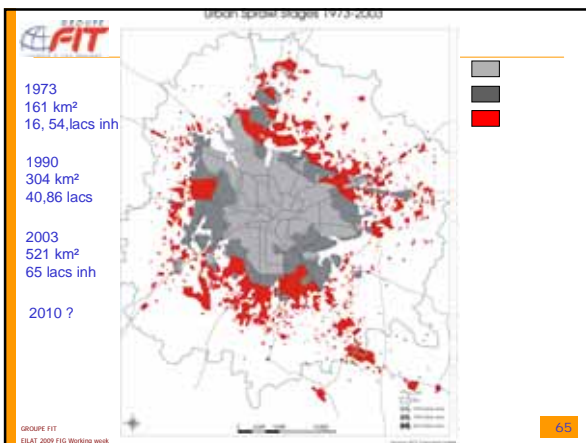 Urban Sprawl Stages 1973-2003
GROUPE
FIT
1973
161 km²
16, 54,lacs inh
1990
304 km²
40,86 lacs
2003
521 km²
65 lacs inh
2010 ?
GROUPE FIT
EILAT 2009 FIG Working week
65